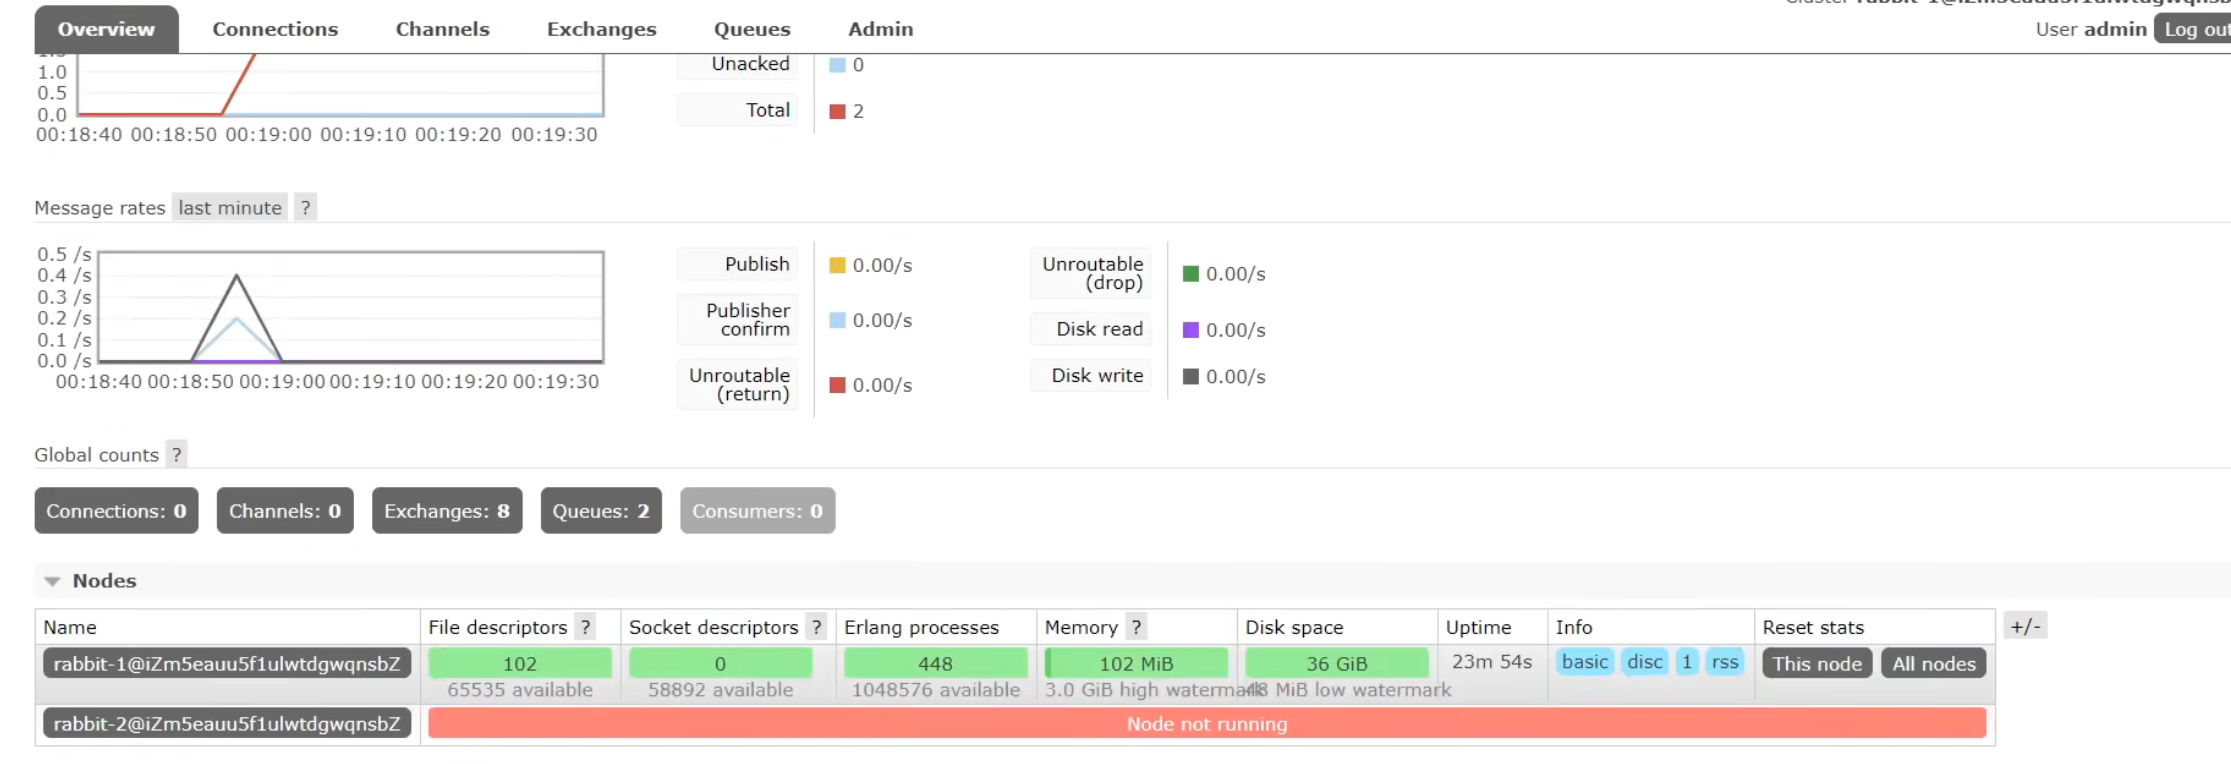 Overview Connections Channels Exchanges Queues Admin
User admin Log out
1.0
0.5
0.0
00:18:40 00:18:50 00:19:00 00:19:10 00:19:20 00:19:30
Unacked 0
Total 2
Message rates last minute ?
0.5 /s
0.4 /s
0.3 /s
0.2 /s
0.1 /s
0.0 /s
00:18:40 00:18:50 00:19:00 00:19:10 00:19:20 00:19:30
Publish 0.00/s
Publisher
confirm 0.00/s
Unroutable
(return) 0.00/s
Unroutable
(drop) 0.00/s
Disk read 0.00/s
Disk write 0.00/s
Global counts ?
Connections: 0 Channels: 0 Exchanges: 8 Queues: 2 Consumers: 0
Nodes
Name File descriptors ? Socket descriptors ? Erlang processes Memory ? Disk space Uptime Info Reset stats +/-
rabbit-1@iZm5eauu5f1ulwtdgwqnsbZ 102 0 448 102 MiB 36 GiB 23m 54s basic disc 1 rss This node All nodes
65535 available 58892 available 1048576 available 3.0 GiB high watermark 48 MiB low watermark
rabbit-2@iZm5eauu5f1ulwtdgwqnsbZ Node not running